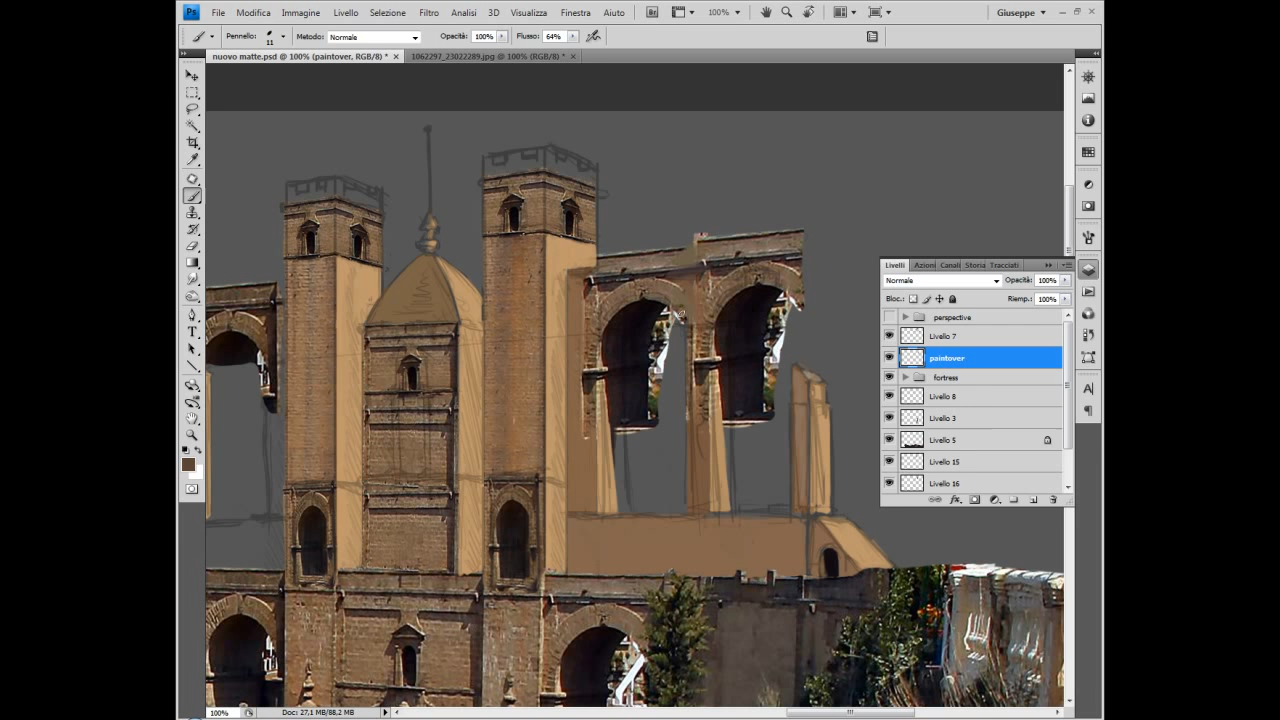 Ps File Modifica Immagine Livello Selezione Filtro Analisi 3D Visualizza Finestra Aiuto Br 100% Giuseppe
Pennello: 11 Metodo: Normale Opacità: 100% Flusso: 64%
nuovo matte.psd @ 100% (paintover, RGB/8) * × 1062297_23022289.jpg @ 100% (RGB/8) * ×
Livelli Azioni Canali Storia Tracciati
Normale Opacità: 100%
Bloc.: Riemp.: 100%
perspective
Livello 7
paintover
fortress
Livello 8
Livello 3
Livello 5
Livello 15
Livello 16
fx
100% Doc: 27,1 MB/88,2 MB